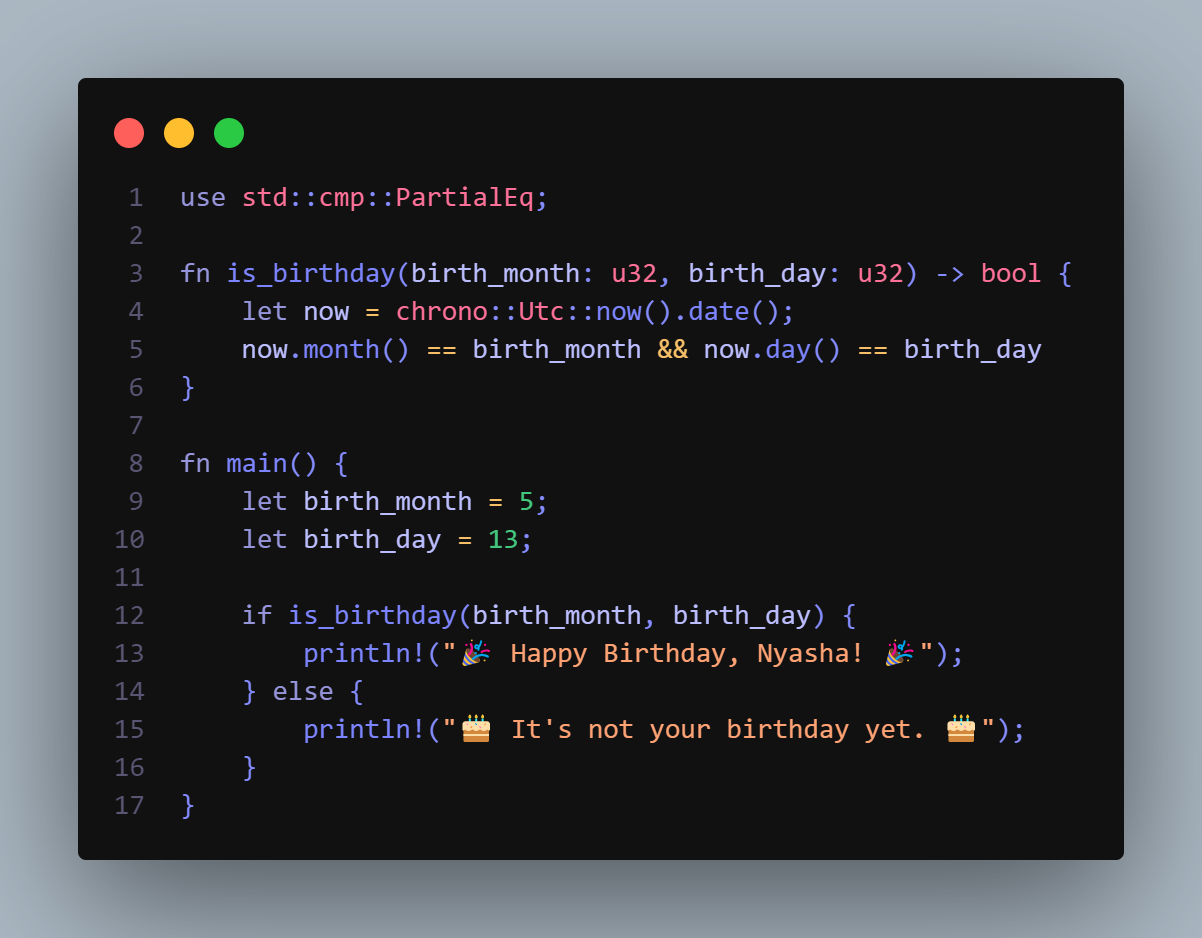 1 use std::cmp::PartialEq;
2
3 fn is_birthday(birth_month: u32, birth_day: u32) -> bool {
4     let now = chrono::Utc::now().date();
5     now.month() == birth_month && now.day() == birth_day
6 }
7
8 fn main() {
9     let birth_month = 5;
10     let birth_day = 13;
11
12     if is_birthday(birth_month, birth_day) {
13         println!("🎉 Happy Birthday, Nyasha! 🎉");
14     } else {
15         println!("🎂 It's not your birthday yet. 🎂");
16     }
17 }